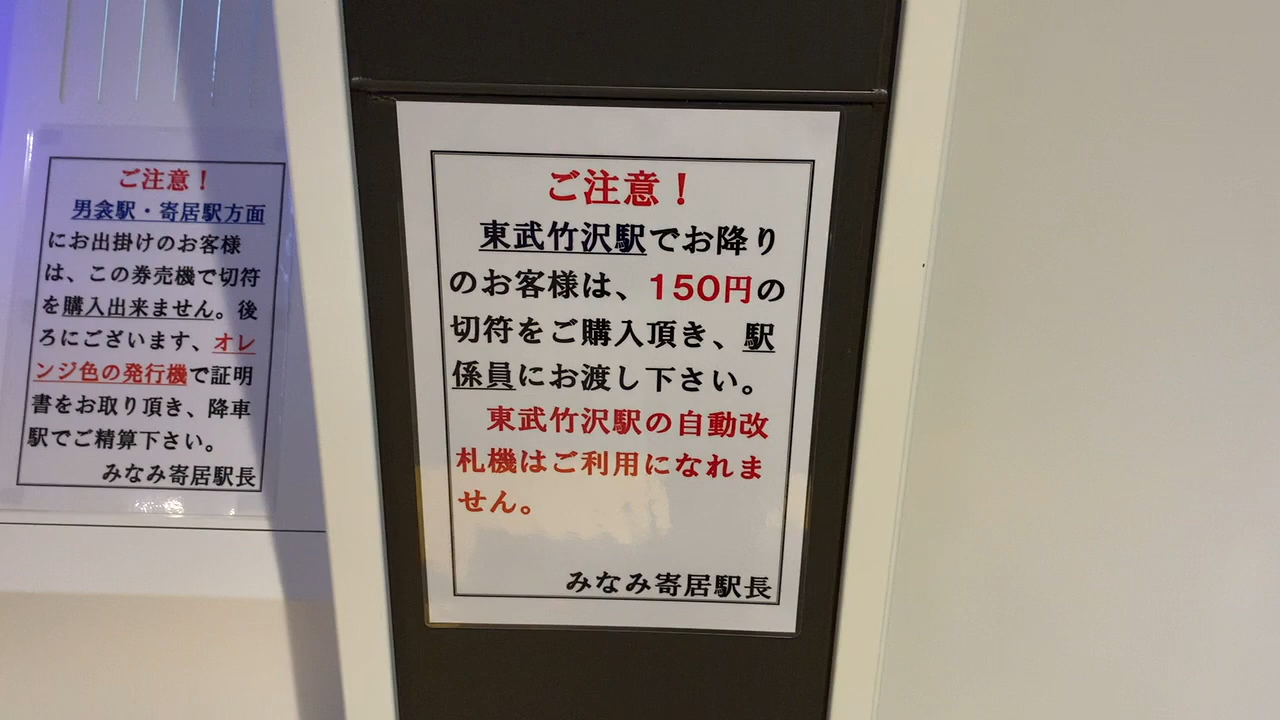 ご注意！
男衾駅・寄居駅方面
にお出掛けのお客様
は、この券売機で切符
を購入出来ません。後
ろにございます、オレ
ンジ色の発行機で証明
書をお取り頂き、降車
駅でご精算下さい。
みなみ寄居駅長
ご注意！
東武竹沢駅でお降り
のお客様は、150円の
切符をご購入頂き、駅
係員にお渡し下さい。
東武竹沢駅の自動改
札機はご利用になれま
せん。
みなみ寄居駅長